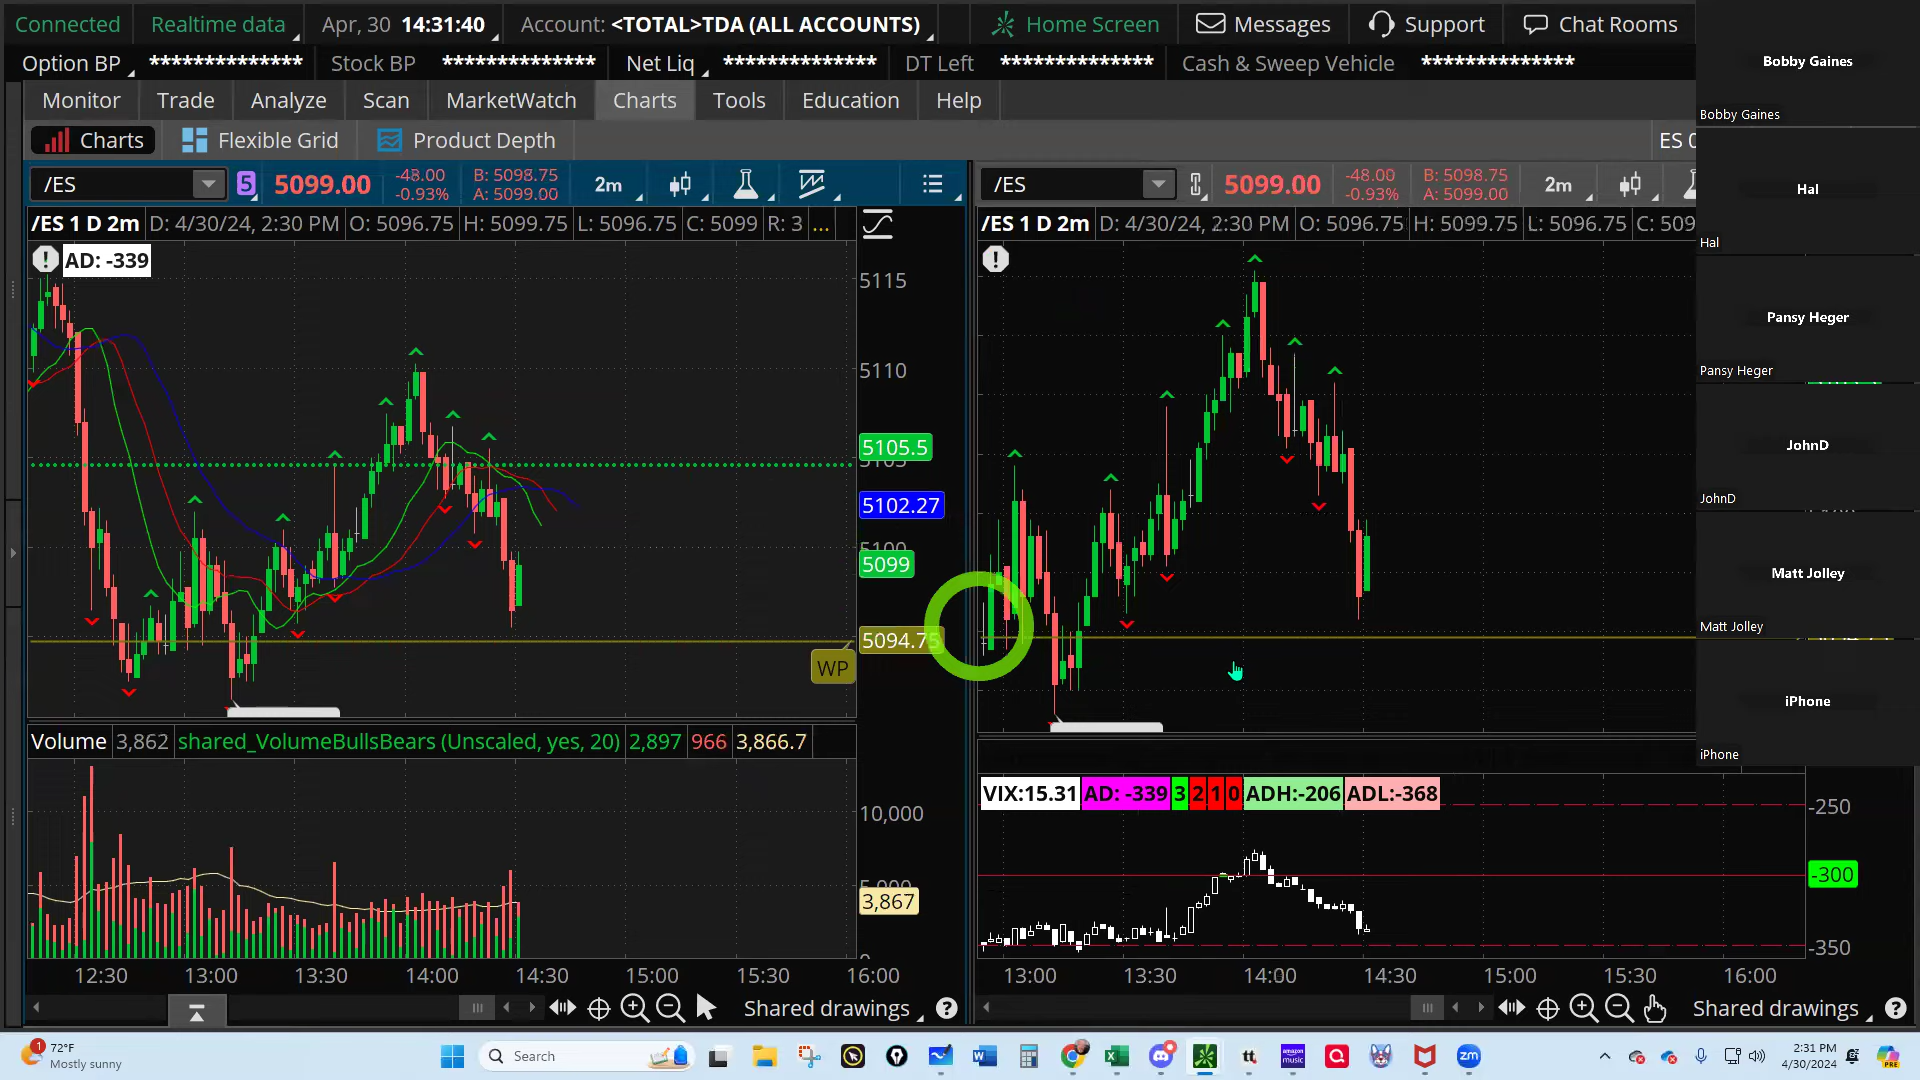 Connected Realtime data Apr, 30 14:31:40 Account: <TOTAL>TDA (ALL ACCOUNTS) Home Screen Messages Support Chat Rooms
Option BP ************** Stock BP ************** Net Liq ************** DT Left ************** Cash & Sweep Vehicle **************
Monitor Trade Analyze Scan MarketWatch Charts Tools Education Help
Charts Flexible Grid Product Depth ES
/ES 5 5099.00 -48.00 -0.93% B: 5098.75 A: 5099.00 2m
/ES 1 D 2m D: 4/30/24, 2:30 PM O: 5096.75 H: 5099.75 L: 5096.75 C: 5099 R: 3 ...
AD: -339
5115
5110
5105.5
5102.27
5099
5094.75
WP
Volume 3,862 shared_VolumeBullsBears (Unscaled, yes, 20) 2,897 966 3,866.7
10,000
3,867
12:30 13:00 13:30 14:00 14:30 15:00 15:30 16:00
Shared drawings
/ES 5099.00 -48.00 -0.93% B: 5098.75 A: 5099.00 2m
/ES 1 D 2m D: 4/30/24, 2:30 PM O: 5096.75 H: 5099.75 L: 5096.75 C: 509
VIX:15.31 AD: -339 3 2 1 0 ADH:-206 ADL:-368
-250
-300
-350
13:00 13:30 14:00 14:30 15:00 15:30 16:00
Shared drawings
Bobby Gaines
Bobby Gaines
Hal
Hal
Pansy Heger
Pansy Heger
JohnD
JohnD
Matt Jolley
Matt Jolley
iPhone
iPhone
1 72°F
Mostly sunny
Search
amazon music
tt
zm
2:31 PM
4/30/2024
PRE